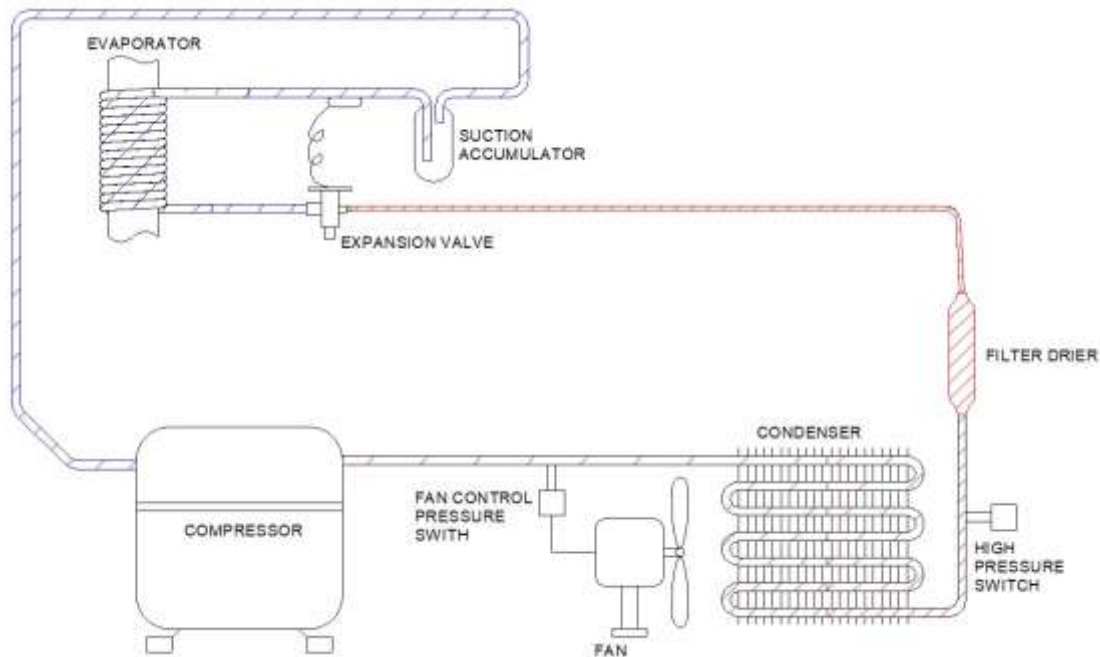 EVAPORATOR
SUCTION
ACCUMULATOR
EXPANSION VALVE
FILTER DRIER
CONDENSER
FAN CONTROL
PRESSURE
SWITH
COMPRESSOR
HIGH
PRESSURE
SWITCH
FAN